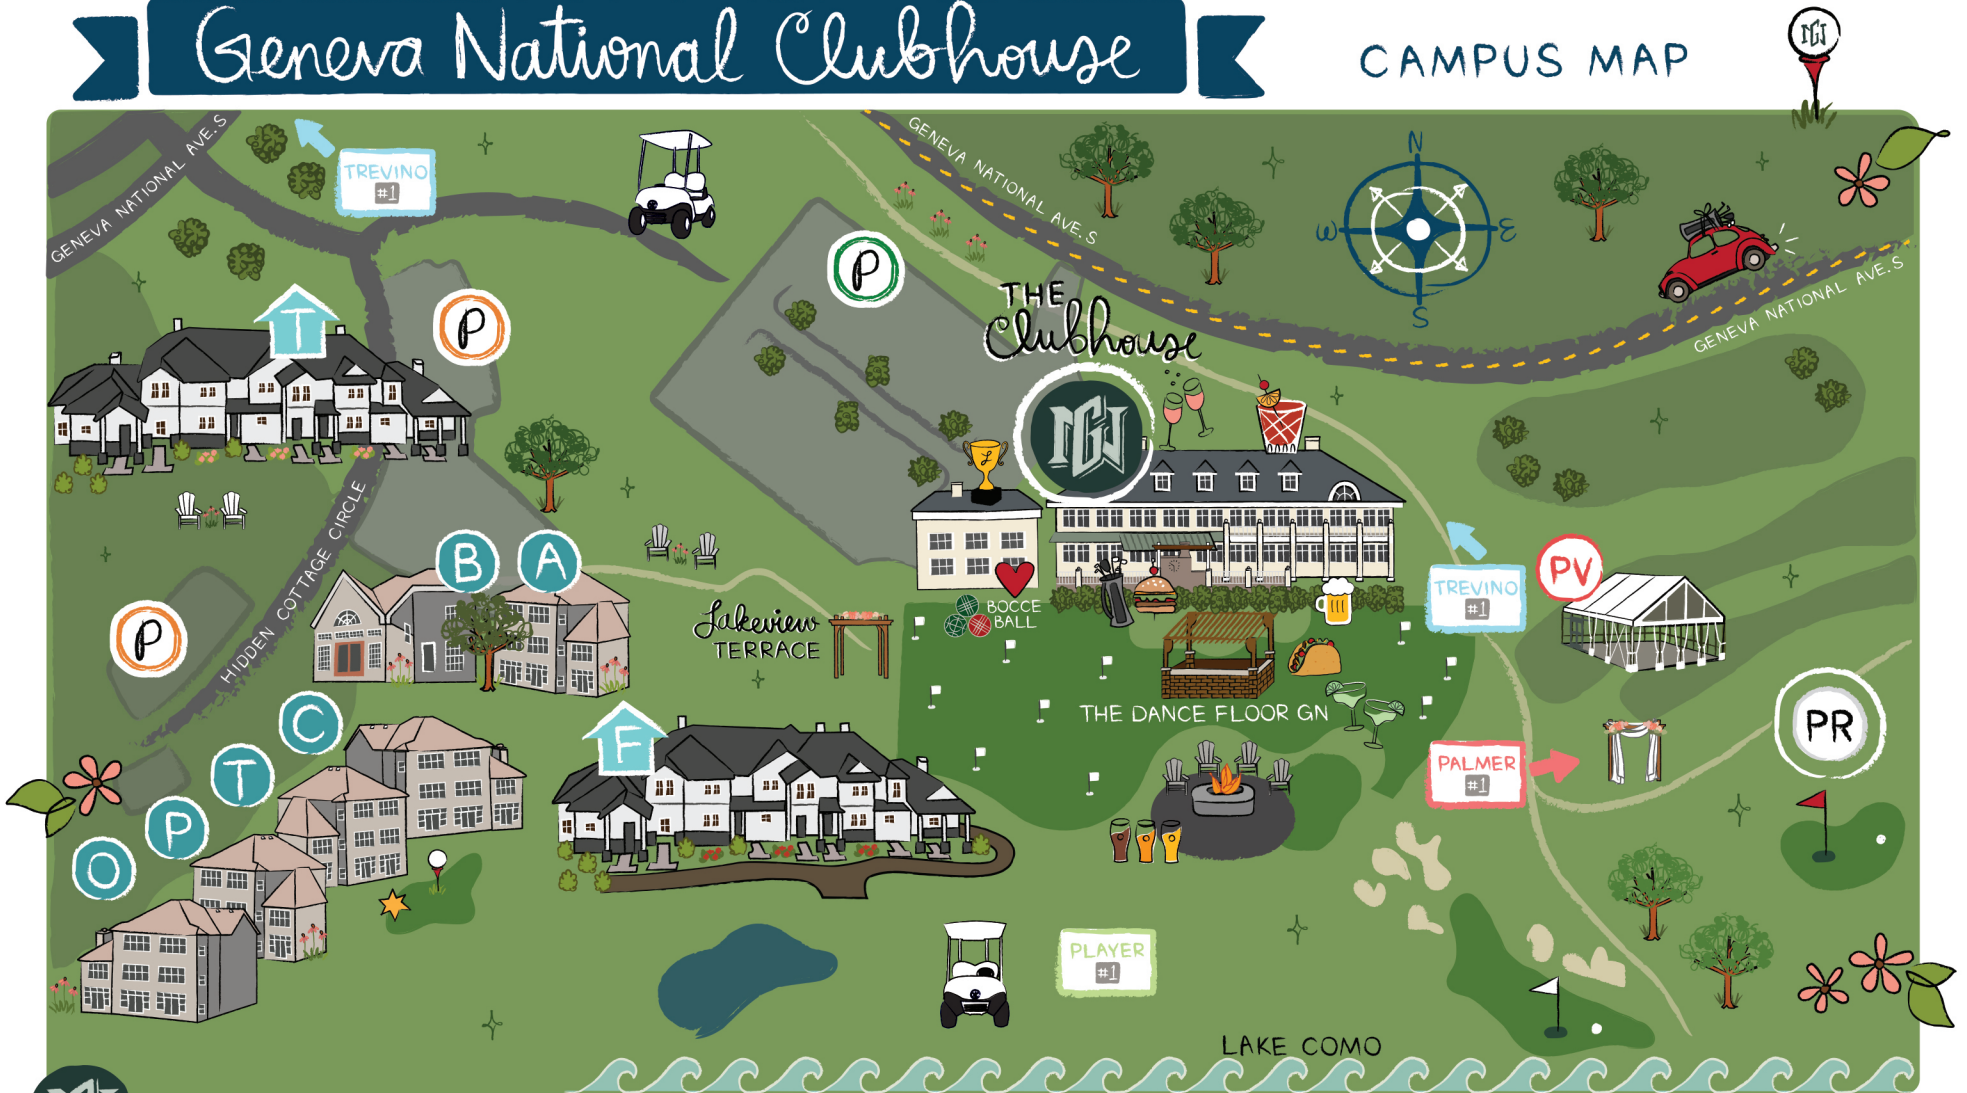 Geneva National Clubhouse
CAMPUS MAP
GN
GENEVA NATIONAL AVE.S
TREVINO
#1
GENEVA NATIONAL AVE.S
N
W
E
S
GENEVA NATIONAL AVE.S
P
T
P
THE
Clubhouse
GN
HIDDEN COTTAGE CIRCLE
B
A
P
Lakeview
TERRACE
BOCCE
BALL
TREVINO
#1
PV
THE DANCE FLOOR GN
PR
PALMER
#1
C
T
P
O
F
PLAYER
#1
LAKE COMO